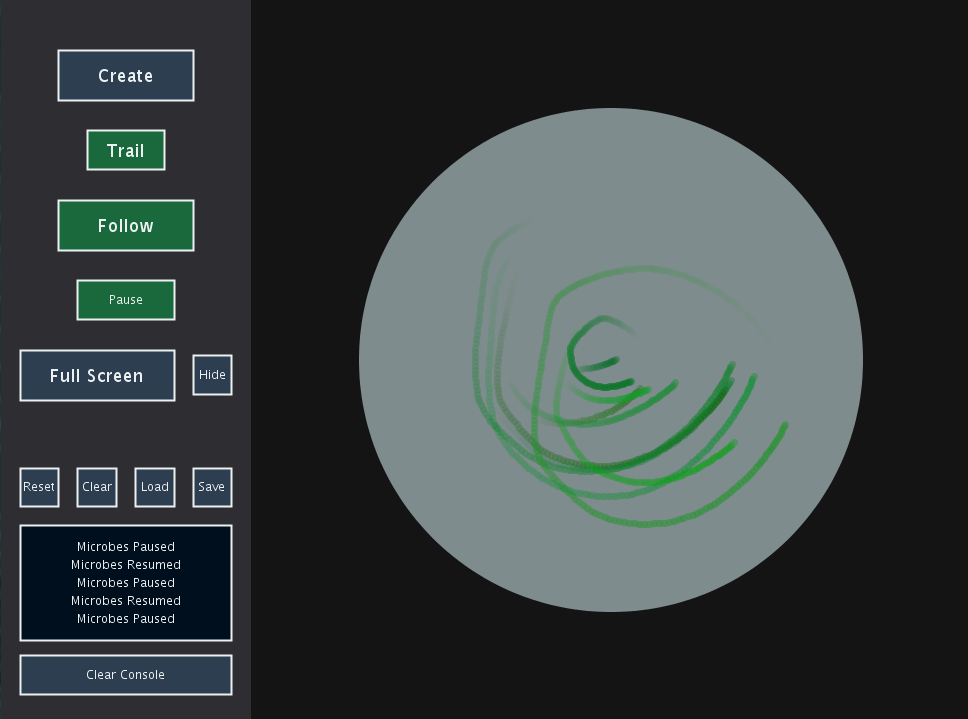 Create
Trail
Follow
Pause
Full Screen
Hide
Reset
Clear
Load
Save
Microbes Paused
Microbes Resumed
Microbes Paused
Microbes Resumed
Microbes Paused
Clear Console